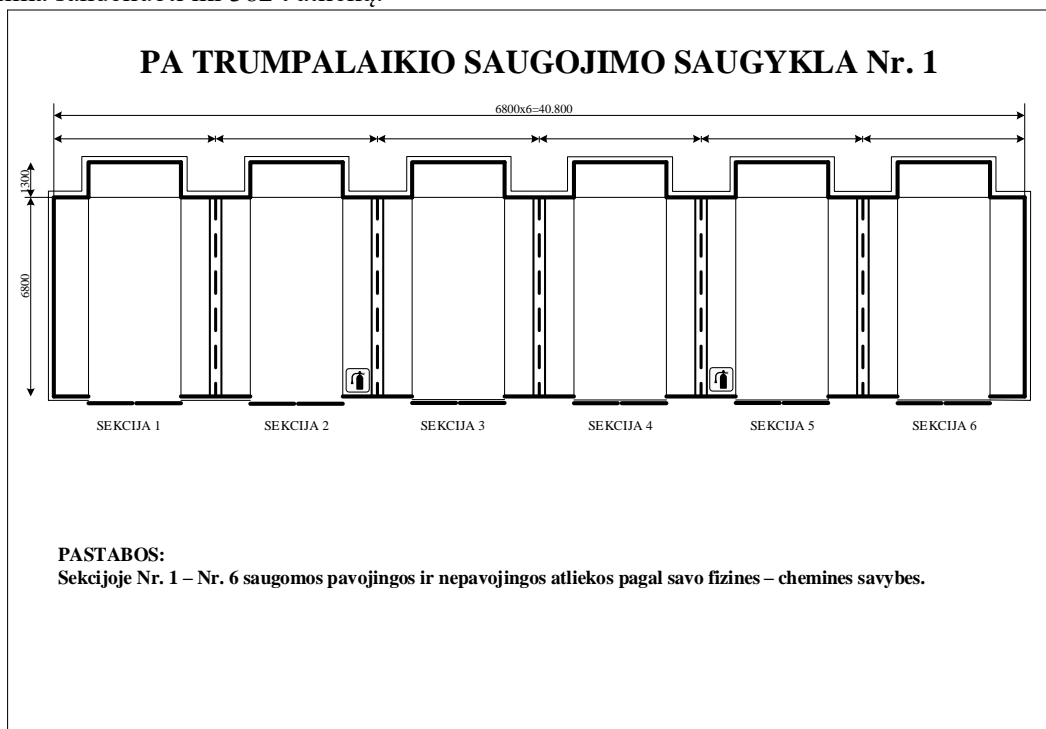 PA TRUMPALAIKIO SAUGOJIMO SAUGYKLA Nr. 1
6800x6=40.800
1300
6800
SEKCIJA 1 SEKCIJA 2 SEKCIJA 3 SEKCIJA 4 SEKCIJA 5 SEKCIJA 6
PASTABOS:
Sekcijoje Nr. 1 – Nr. 6 saugomos pavojingos ir nepavojingos atliekos pagal savo fizines – chemines savybes.